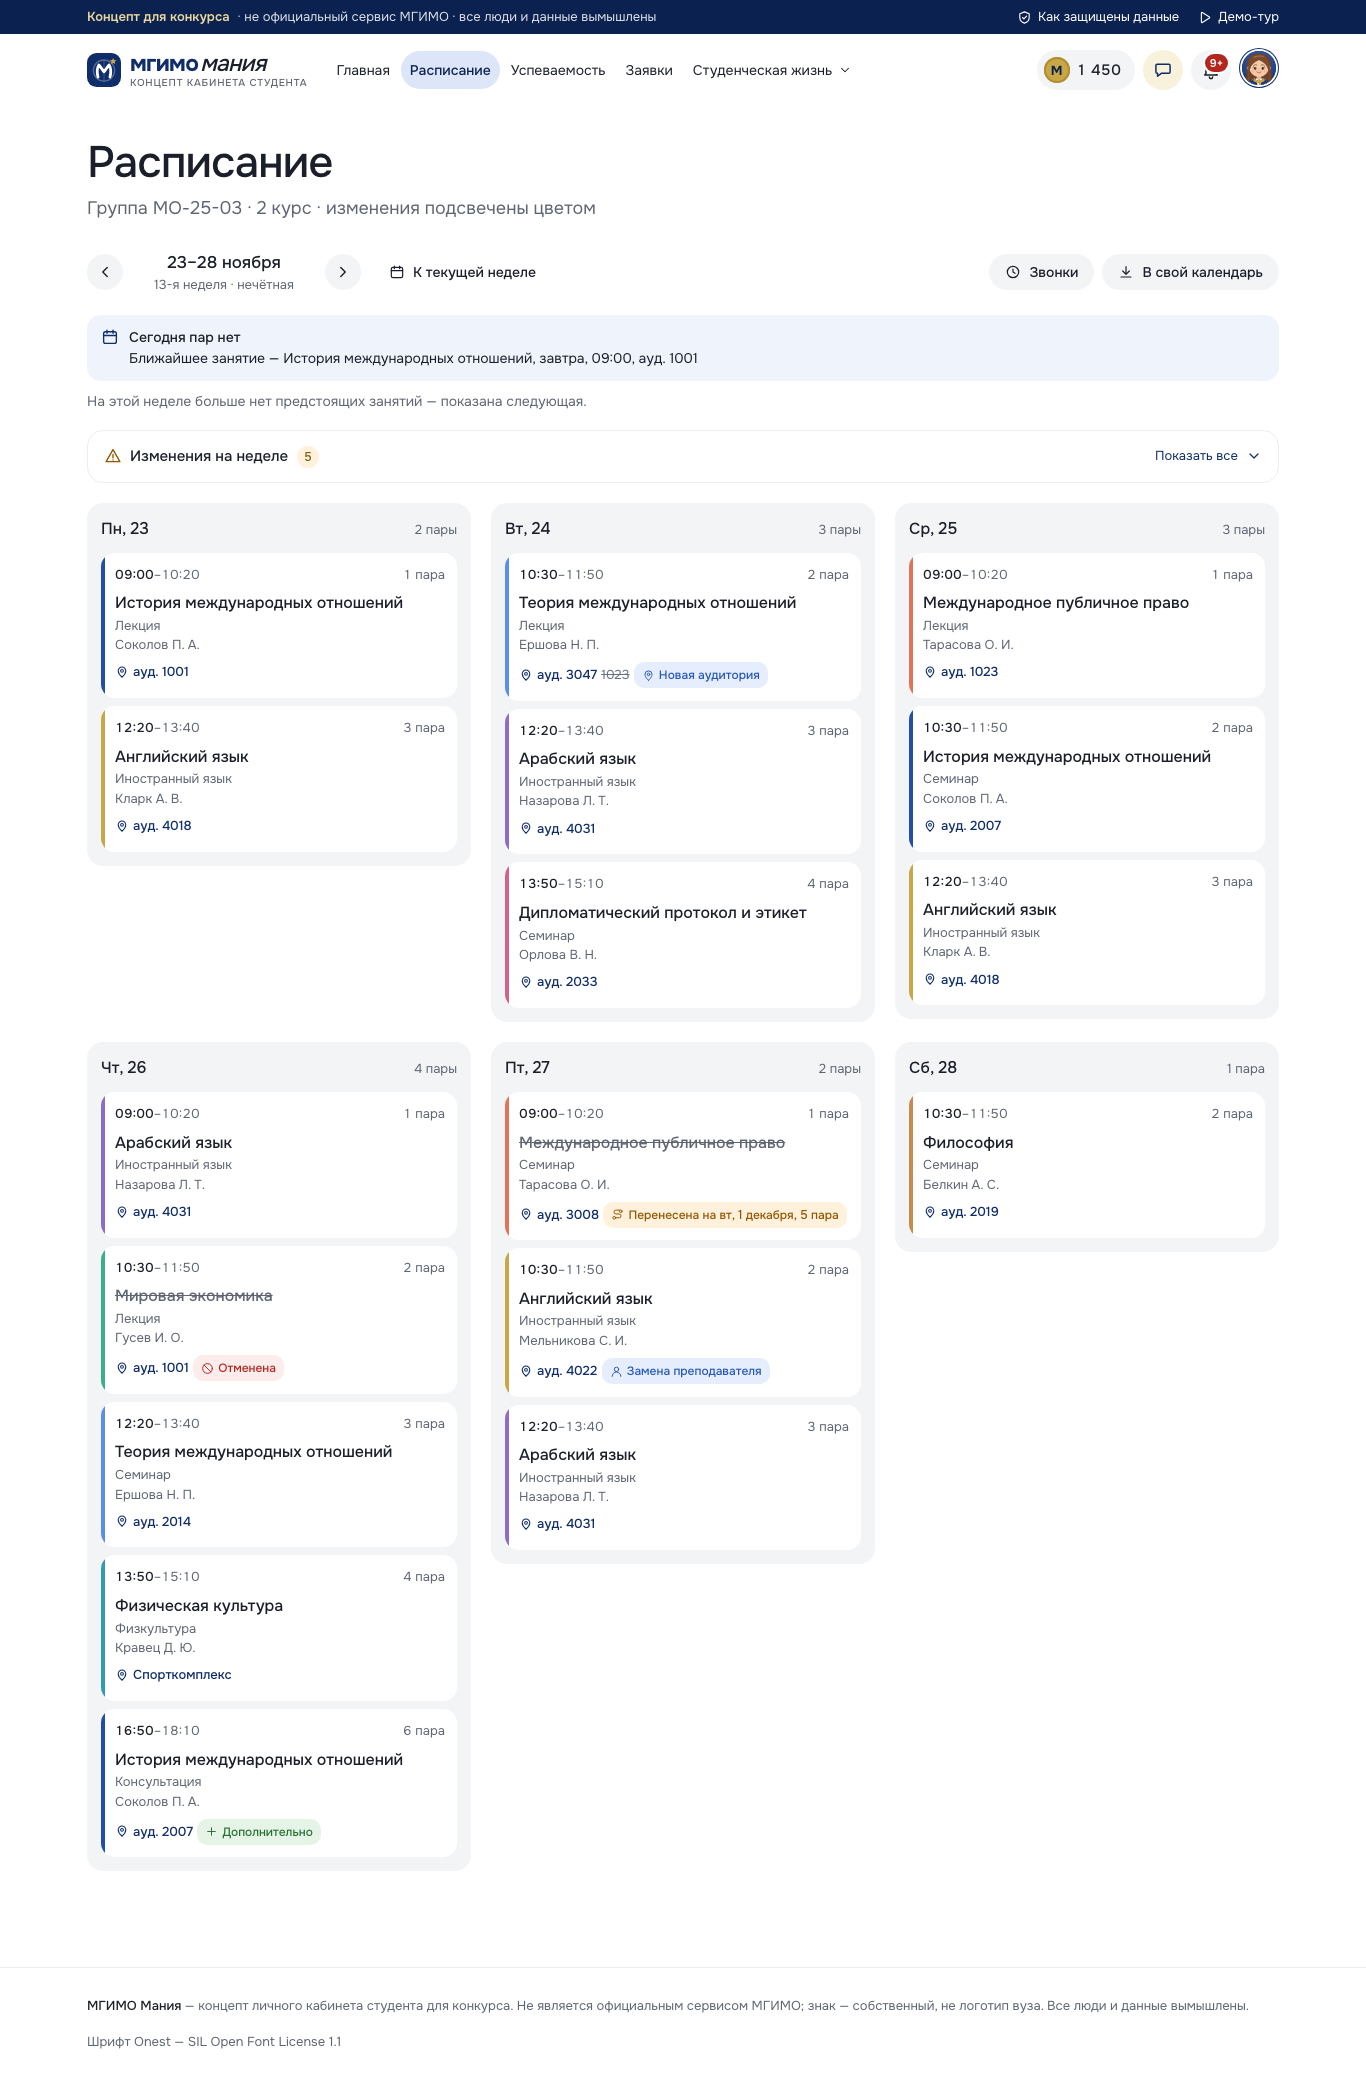 Концепт для конкурса · не официальный сервис МГИМО · все люди и данные вымышлены
Как защищены данные
Демо-тур
М
МГИМО Мания
КОНЦЕПТ КАБИНЕТА СТУДЕНТА
Главная
Расписание
Успеваемость
Заявки
Студенческая жизнь
М 1 450
9+
Расписание
Группа МО-25-03 · 2 курс · изменения подсвечены цветом
23–28 ноября
13-я неделя · нечётная
К текущей неделе
Звонки
В свой календарь
Сегодня пар нет
Ближайшее занятие — История международных отношений, завтра, 09:00, ауд. 1001
На этой неделе больше нет предстоящих занятий — показана следующая.
Изменения на неделе 5
Показать все
Пн, 23 2 пары
09:00–10:20 1 пара
История международных отношений
Лекция
Соколов П. А.
ауд. 1001
12:20–13:40 3 пара
Английский язык
Иностранный язык
Кларк А. В.
ауд. 4018
Вт, 24 3 пары
10:30–11:50 2 пара
Теория международных отношений
Лекция
Ершова Н. П.
ауд. 3047 1023 Новая аудитория
12:20–13:40 3 пара
Арабский язык
Иностранный язык
Назарова Л. Т.
ауд. 4031
13:50–15:10 4 пара
Дипломатический протокол и этикет
Семинар
Орлова В. Н.
ауд. 2033
Ср, 25 3 пары
09:00–10:20 1 пара
Международное публичное право
Лекция
Тарасова О. И.
ауд. 1023
10:30–11:50 2 пара
История международных отношений
Семинар
Соколов П. А.
ауд. 2007
12:20–13:40 3 пара
Английский язык
Иностранный язык
Кларк А. В.
ауд. 4018
Чт, 26 4 пары
09:00–10:20 1 пара
Арабский язык
Иностранный язык
Назарова Л. Т.
ауд. 4031
10:30–11:50 2 пара
Мировая экономика
Лекция
Гусев И. О.
ауд. 1001 Отменена
12:20–13:40 3 пара
Теория международных отношений
Семинар
Ершова Н. П.
ауд. 2014
13:50–15:10 4 пара
Физическая культура
Физкультура
Кравец Д. Ю.
Спорткомплекс
16:50–18:10 6 пара
История международных отношений
Консультация
Соколов П. А.
ауд. 2007 Дополнительно
Пт, 27 2 пары
09:00–10:20 1 пара
Международное публичное право
Семинар
Тарасова О. И.
ауд. 3008 Перенесена на вт, 1 декабря, 5 пара
10:30–11:50 2 пара
Английский язык
Иностранный язык
Мельникова С. И.
ауд. 4022 Замена преподавателя
12:20–13:40 3 пара
Арабский язык
Иностранный язык
Назарова Л. Т.
ауд. 4031
Сб, 28 1 пара
10:30–11:50 2 пара
Философия
Семинар
Белкин А. С.
ауд. 2019
МГИМО Мания — концепт личного кабинета студента для конкурса. Не является официальным сервисом МГИМО; знак — собственный, не логотип вуза. Все люди и данные вымышлены.
Шрифт Onest — SIL Open Font License 1.1